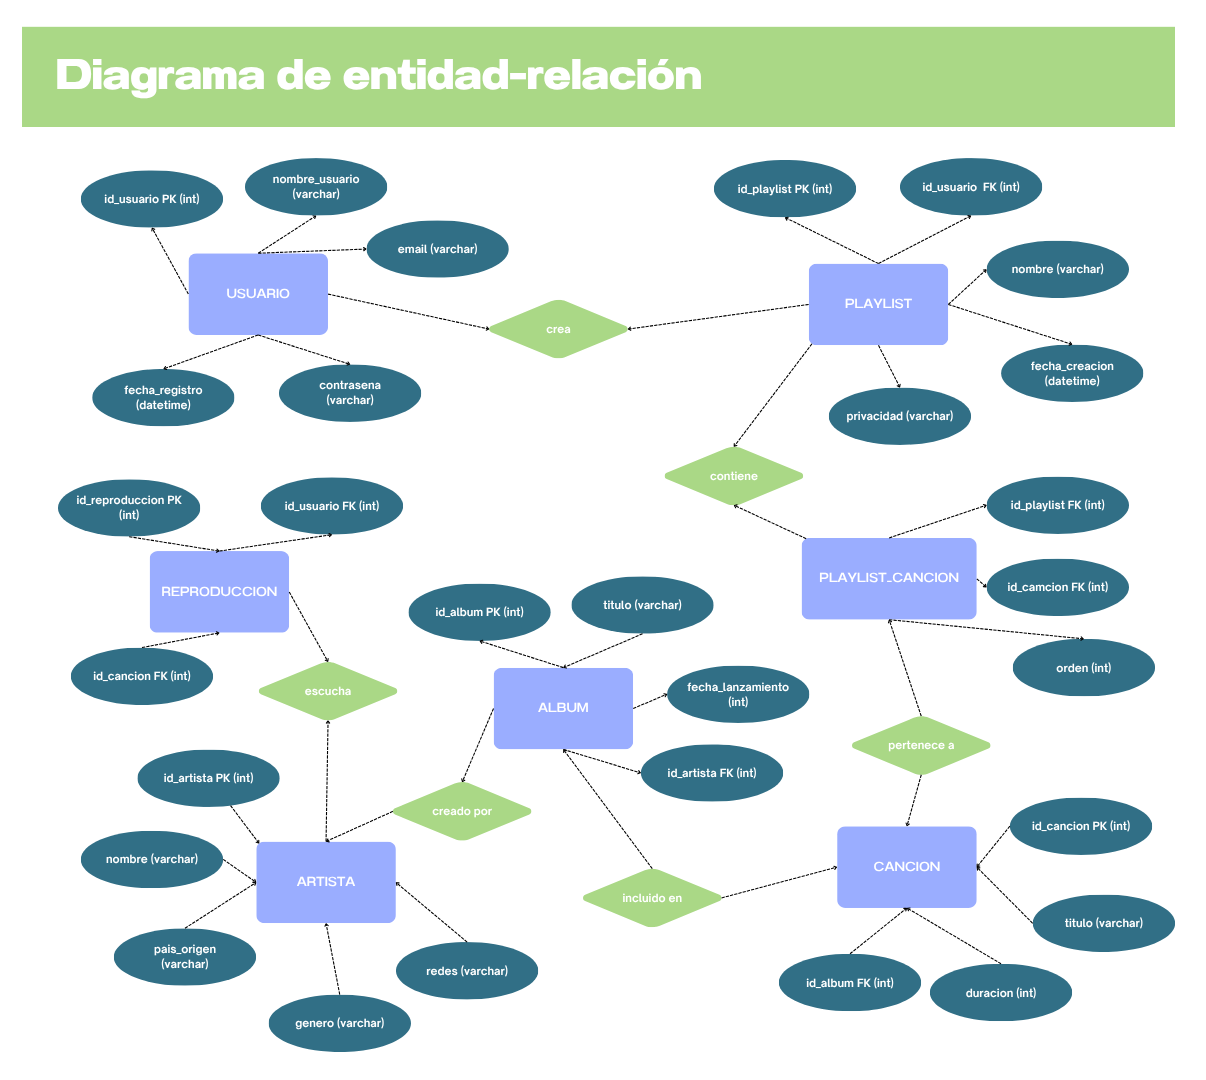 Diagrama de entidad-relación
id_usuario PK (int)
nombre_usuario
(varchar)
email (varchar)
USUARIO
fecha_registro
(datetime)
contrasena
(varchar)
crea
id_playlist PK (int)
id_usuario FK (int)
nombre (varchar)
PLAYLIST
fecha_creacion
(datetime)
privacidad (varchar)
contiene
id_reproduccion PK
(int)
id_usuario FK (int)
REPRODUCCION
id_cancion FK (int)
escucha
id_playlist FK (int)
PLAYLIST_CANCION
id_camcion FK (int)
orden (int)
id_album PK (int)
titulo (varchar)
ALBUM
fecha_lanzamiento
(int)
id_artista FK (int)
creado por
pertenece a
id_artista PK (int)
nombre (varchar)
ARTISTA
pais_origen
(varchar)
redes (varchar)
genero (varchar)
incluido en
id_cancion PK (int)
CANCION
titulo (varchar)
id_album FK (int)
duracion (int)